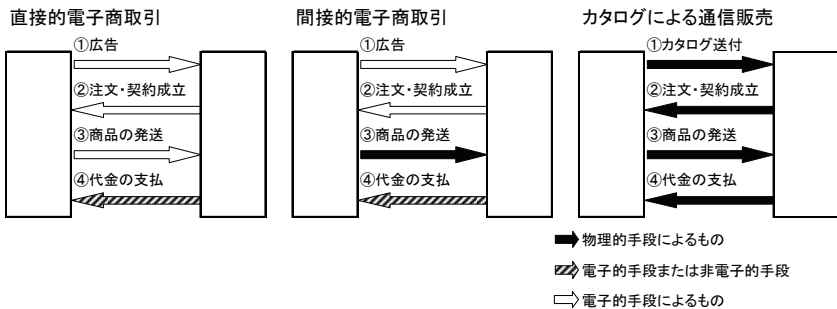 直接的電子商取引
①広告
②注文・契約成立
③商品の発送
④代金の支払
間接的電子商取引
①広告
②注文・契約成立
③商品の発送
④代金の支払
カタログによる通信販売
①カタログ送付
②注文・契約成立
③商品の発送
④代金の支払
物理的手段によるもの
電子的手段または非電子的手段
電子的手段によるもの